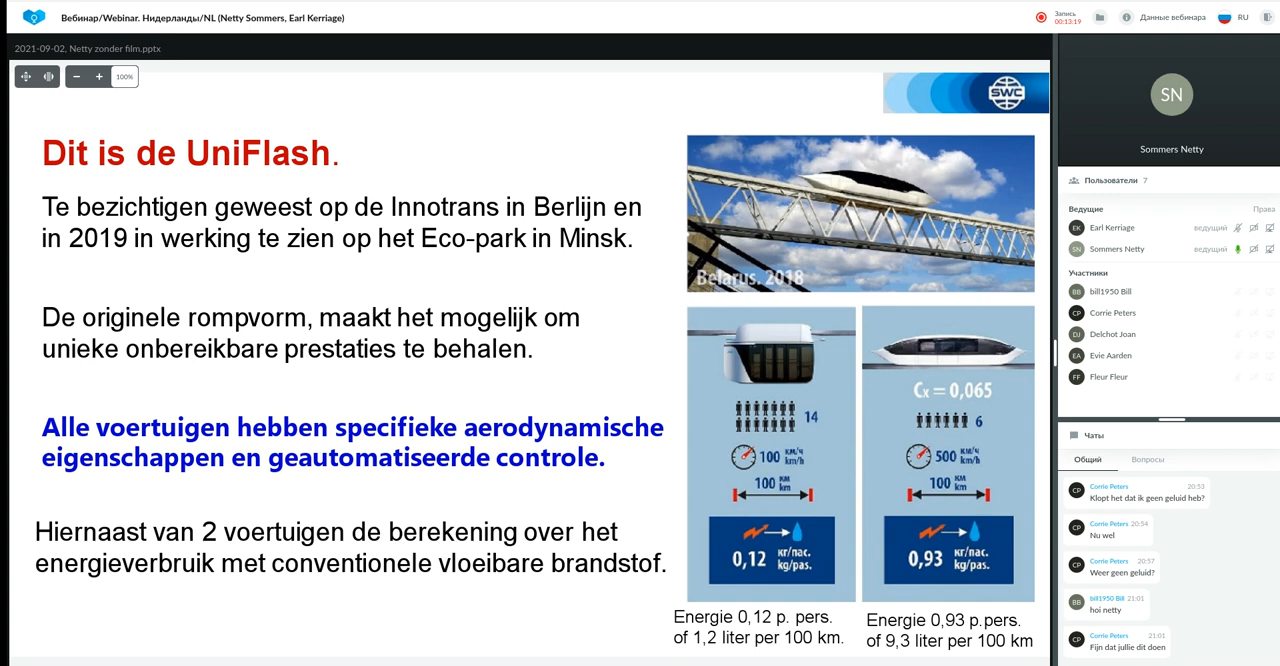 Вебинар/Webinar. Нидерланды/NL (Netty Sommers, Earl Kerriage)
Запись
00:13:19
Данные вебинара
RU
2021-09-02, Netty zonder film.pptx
100%
SWC
Dit is de UniFlash.
Te bezichtigen geweest op de Innotrans in Berlijn en
in 2019 in werking te zien op het Eco-park in Minsk.
De originele rompvorm, maakt het mogelijk om
unieke onbereikbare prestaties te behalen.
Alle voertuigen hebben specifieke aerodynamische
eigenschappen en geautomatiseerde controle.
Hiernaast van 2 voertuigen de berekening over het
energieverbruik met conventionele vloeibare brandstof.
Belarus. 2018
14
100 км/ч
km/h
100 км
km
0,12 кг/пас.
kg/pas.
Energie 0,12 p. pers.
of 1,2 liter per 100 km.
Cx = 0,065
6
500 км/ч
km/h
100 км
km
0,93 кг/пас.
kg/pas.
Energie 0,93 p.pers.
of 9,3 liter per 100 km
SN
Sommers Netty
Пользователи 7
Ведущие Права
EK Earl Kerriage ведущий
SN Sommers Netty ведущий
Участники
BB bill1950 Bill
CP Corrie Peters
DJ Delchot Joan
EA Evie Aarden
FF Fleur Fleur
Чаты
Общий Вопросы
CP Corrie Peters 20:53
Klopt het dat ik geen geluid heb?
CP Corrie Peters 20:54
Nu wel
CP Corrie Peters 20:57
Weer geen geluid?
BB bill1950 Bill 21:01
hoi netty
CP Corrie Peters 21:01
Fijn dat jullie dit doen